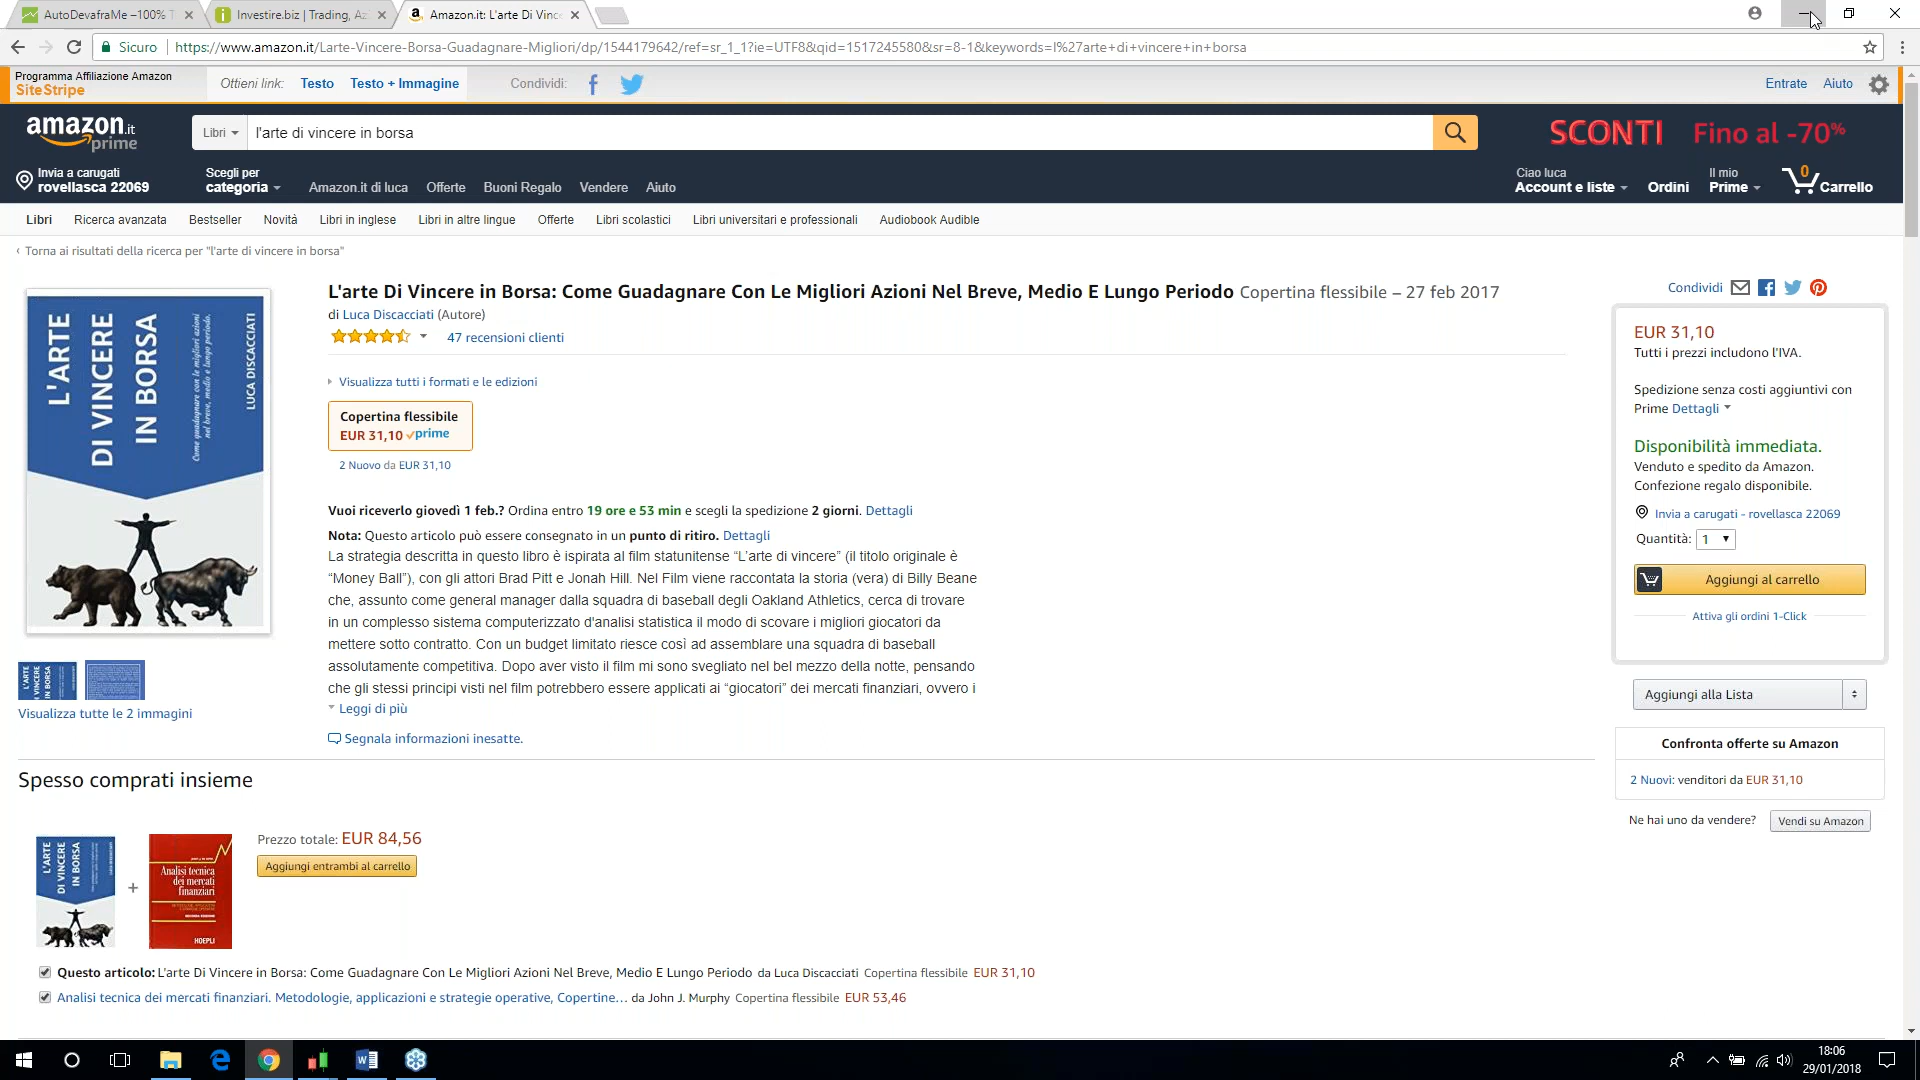 AutoDevaframe –100% T
Investire.biz | Trading, Az
Amazon.it: L'arte Di Vinc
Sicuro https://www.amazon.it/Larte-Vincere-Borsa-Guadagnare-Migliori/dp/1544179642/ref=sr_1_1?ie=UTF8&qid=1517245580&sr=8-1&keywords=l%27arte+di+vincere+in+borsa
Programma Affiliazione Amazon
SiteStripe
Ottieni link: Testo Testo + Immagine Condividi:
Entrate Aiuto
amazon.it
prime
Libri
l'arte di vincere in borsa
SCONTI Fino al -70%
Invia a carugati
rovellasca 22069
Scegli per
categoria
Amazon.it di luca Offerte Buoni Regalo Vendere Aiuto
Ciao luca
Account e liste
Ordini
Il mio
Prime
0
Carrello
Libri Ricerca avanzata Bestseller Novità Libri in inglese Libri in altre lingue Offerte Libri scolastici Libri universitari e professionali Audiobook Audible
‹ Torna ai risultati della ricerca per "l'arte di vincere in borsa"
L'ARTE
DI VINCERE
IN BORSA
Come guadagnare con le migliori azioni
nel breve, medio e lungo periodo.
LUCA DISCACCIATI
Visualizza tutte le 2 immagini
L'arte Di Vincere in Borsa: Come Guadagnare Con Le Migliori Azioni Nel Breve, Medio E Lungo Periodo Copertina flessibile – 27 feb 2017
di Luca Discacciati (Autore)
47 recensioni clienti
Visualizza tutti i formati e le edizioni
Copertina flessibile
EUR 31,10 prime
2 Nuovo da EUR 31,10
Vuoi riceverlo giovedì 1 feb.? Ordina entro 19 ore e 53 min e scegli la spedizione 2 giorni. Dettagli
Nota: Questo articolo può essere consegnato in un punto di ritiro. Dettagli
La strategia descritta in questo libro è ispirata al film statunitense “L’arte di vincere” (il titolo originale è
“Money Ball”), con gli attori Brad Pitt e Jonah Hill. Nel Film viene raccontata la storia (vera) di Billy Beane
che, assunto come general manager dalla squadra di baseball degli Oakland Athletics, cerca di trovare
in un complesso sistema computerizzato d'analisi statistica il modo di scovare i migliori giocatori da
mettere sotto contratto. Con un budget limitato riesce così ad assemblare una squadra di baseball
assolutamente competitiva. Dopo aver visto il film mi sono svegliato nel bel mezzo della notte, pensando
che gli stessi principi visti nel film potrebbero essere applicati ai “giocatori” dei mercati finanziari, ovvero i
Leggi di più
Segnala informazioni inesatte.
Condividi
EUR 31,10
Tutti i prezzi includono l'IVA.
Spedizione senza costi aggiuntivi con
Prime Dettagli
Disponibilità immediata.
Venduto e spedito da Amazon.
Confezione regalo disponibile.
Invia a carugati - rovellasca 22069
Quantità: 1
Aggiungi al carrello
Attiva gli ordini 1-Click
Aggiungi alla Lista
Confronta offerte su Amazon
2 Nuovi: venditori da EUR 31,10
Ne hai uno da vendere? Vendi su Amazon
Spesso comprati insieme
L'ARTE
DI VINCERE
IN BORSA
+
Analisi tecnica
dei mercati
finanziari
HOEPLI
Prezzo totale: EUR 84,56
Aggiungi entrambi al carrello
Questo articolo: L'arte Di Vincere in Borsa: Come Guadagnare Con Le Migliori Azioni Nel Breve, Medio E Lungo Periodo da Luca Discacciati Copertina flessibile EUR 31,10
Analisi tecnica dei mercati finanziari. Metodologie, applicazioni e strategie operative, Copertine… da John J. Murphy Copertina flessibile EUR 53,46
18:06
29/01/2018